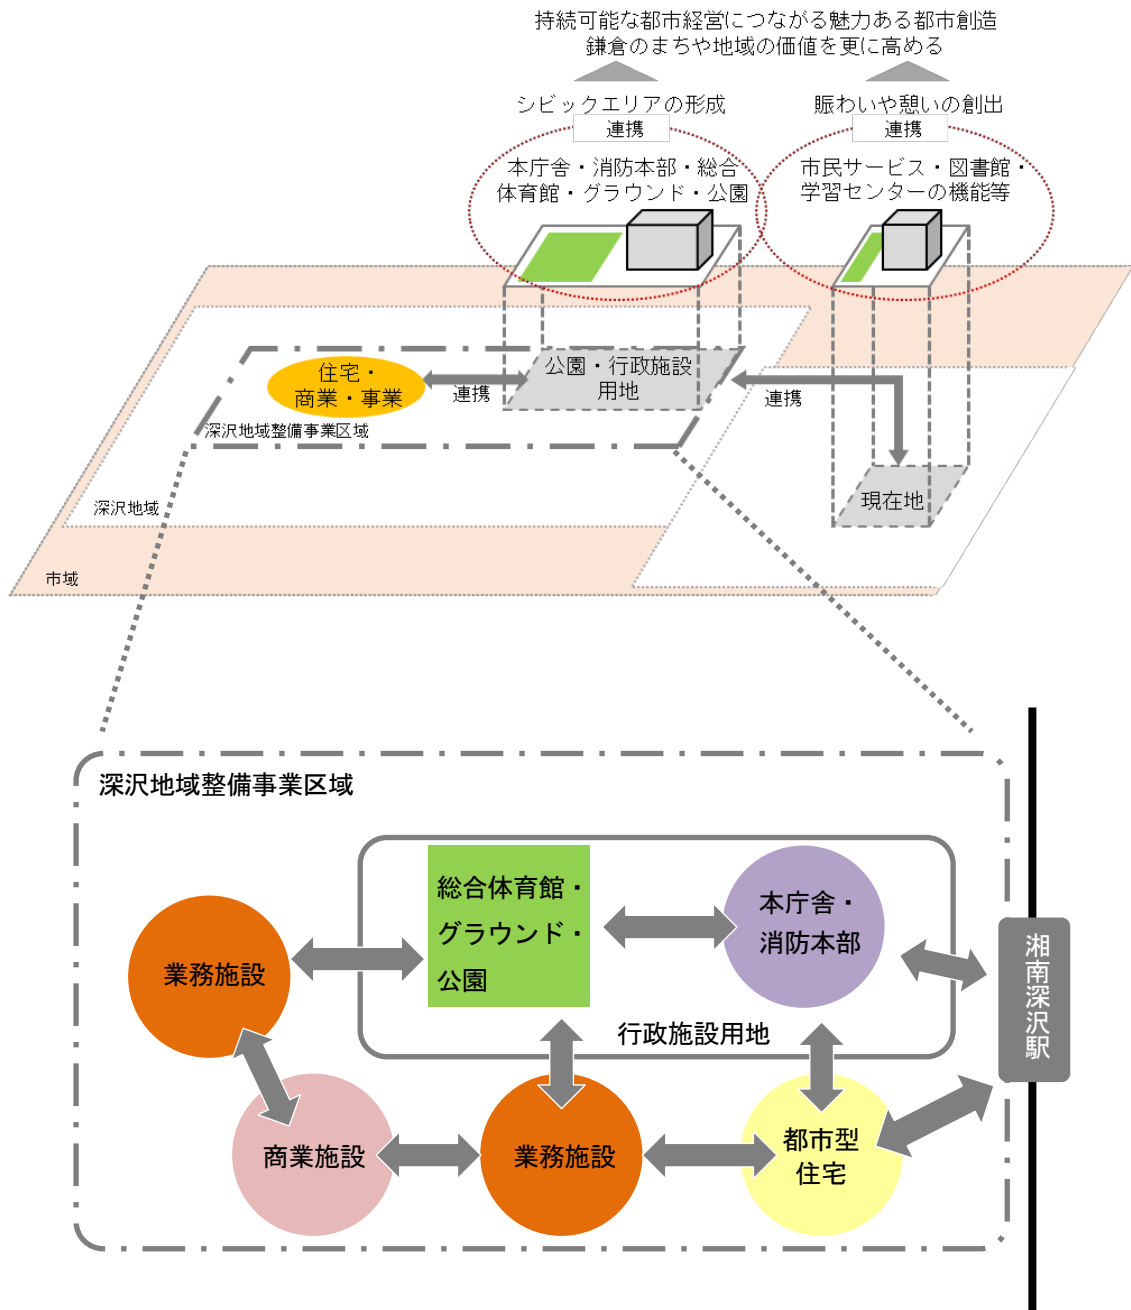 持続可能な都市経営につながる魅力ある都市創造
鎌倉のまちや地域の価値を更に高める
シビックエリアの形成
連携
本庁舎・消防本部・総合
体育館・グラウンド・公園
賑わいや憩いの創出
連携
市民サービス・図書館・
学習センターの機能等
住宅・
商業・事業
連携
公園・行政施設
用地
連携
深沢地域整備事業区域
深沢地域
現在地
市域
深沢地域整備事業区域
総合体育館・
グラウンド・
公園
本庁舎・
消防本部
業務施設
湘南深沢駅
行政施設用地
商業施設
業務施設
都市型
住宅